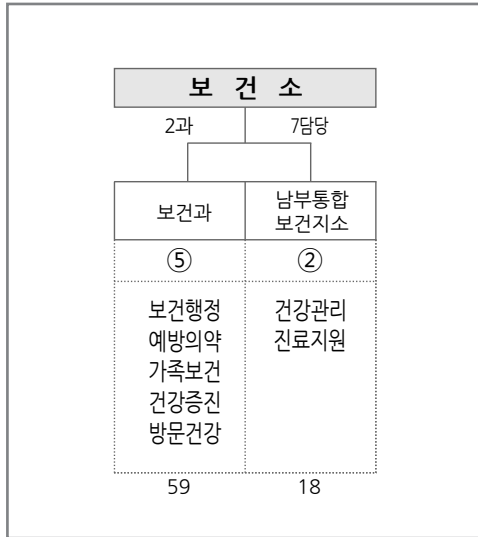 보 건 소
2과 7담당
보건과
남부통합
보건지소
⑤ ②
보건행정
예방의약
가족보건
건강증진
방문건강
건강관리
진료지원
59 18